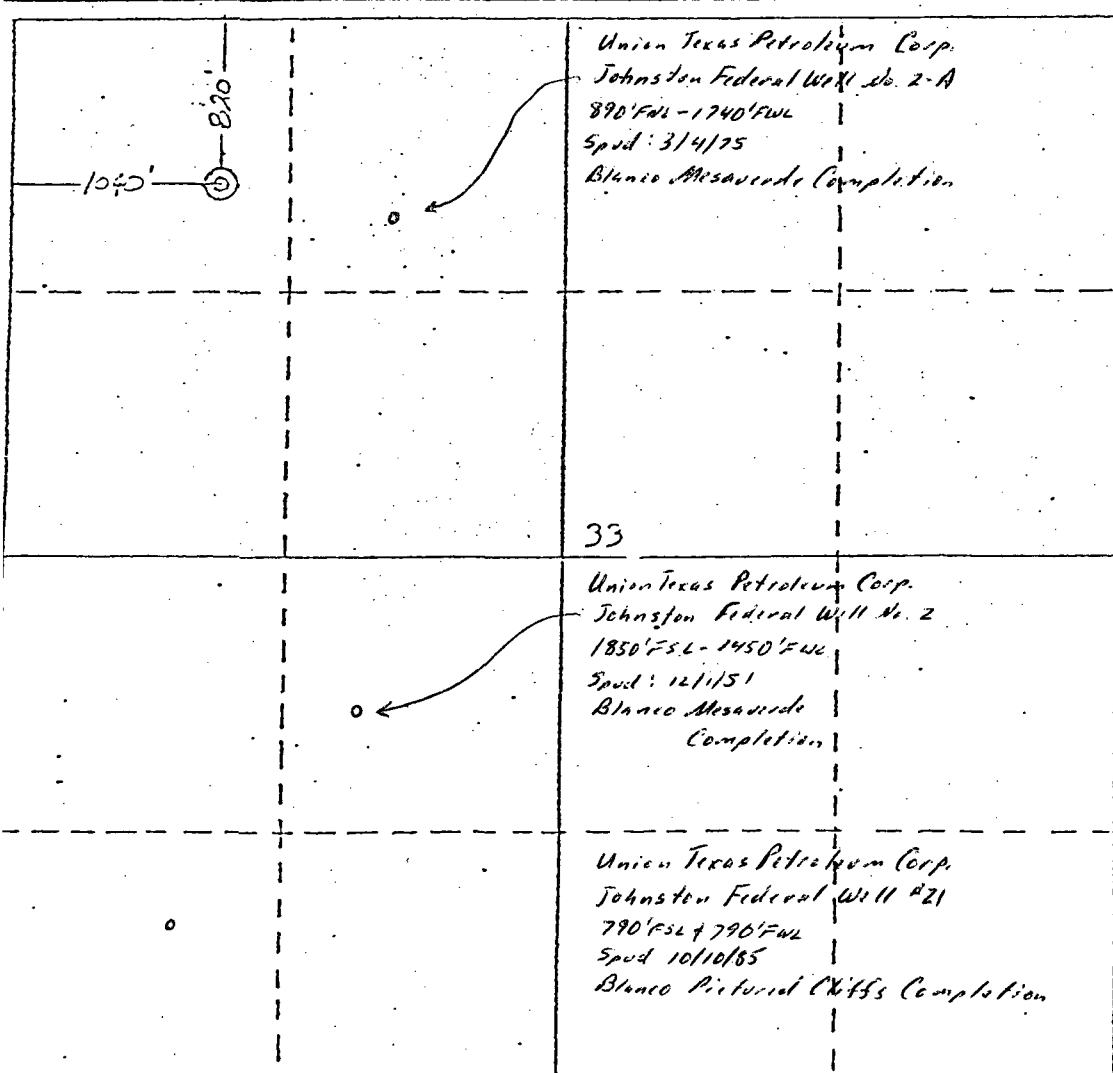 820'
1040'
Union Texas Petroleum Corp.
Johnston Federal Well No. 2-A
890'FNL-1740'FWL
Spud: 3/4/75
Blanco Mesaverde Completion
33
Union Texas Petroleum Corp.
Johnston Federal Well No. 2
1850'FSL-1450'FWL
Spud: 12/1/51
Blanco Mesaverde
Completion
Union Texas Petroleum Corp.
Johnston Federal Well #21
790'FSL & 790'FWL
Spud 10/10/85
Blanco Pictured Cliffs Completion